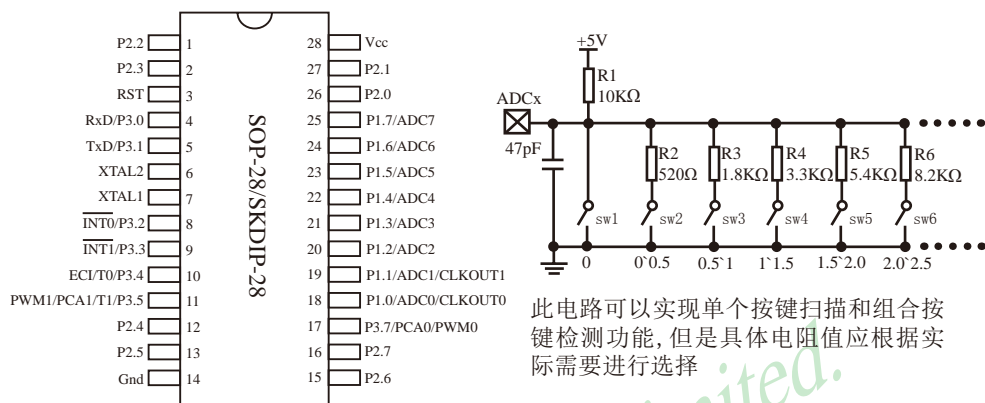 P2.2 1
P2.3 2
RST 3
RxD/P3.0 4
TxD/P3.1 5
XTAL2 6
XTAL1 7
INT0/P3.2 8
INT1/P3.3 9
ECI/T0/P3.4 10
PWM1/PCA1/T1/P3.5 11
P2.4 12
P2.5 13
Gnd 14
SOP-28/SKDIP-28
28 Vcc
27 P2.1
26 P2.0
25 P1.7/ADC7
24 P1.6/ADC6
23 P1.5/ADC5
22 P1.4/ADC4
21 P1.3/ADC3
20 P1.2/ADC2
19 P1.1/ADC1/CLKOUT1
18 P1.0/ADC0/CLKOUT0
17 P3.7/PCA0/PWM0
16 P2.7
15 P2.6
+5V
R1
10KΩ
ADCx
47pF
R2 R3 R4 R5 R6
520Ω 1.8KΩ 3.3KΩ 5.4KΩ 8.2KΩ
sw1 sw2 sw3 sw4 sw5 sw6
0 0`0.5 0.5`1 1`1.5 1.5`2.0 2.0`2.5
此电路可以实现单个按键扫描和组合按
键检测功能,但是具体电阻值应根据实
际需要进行选择